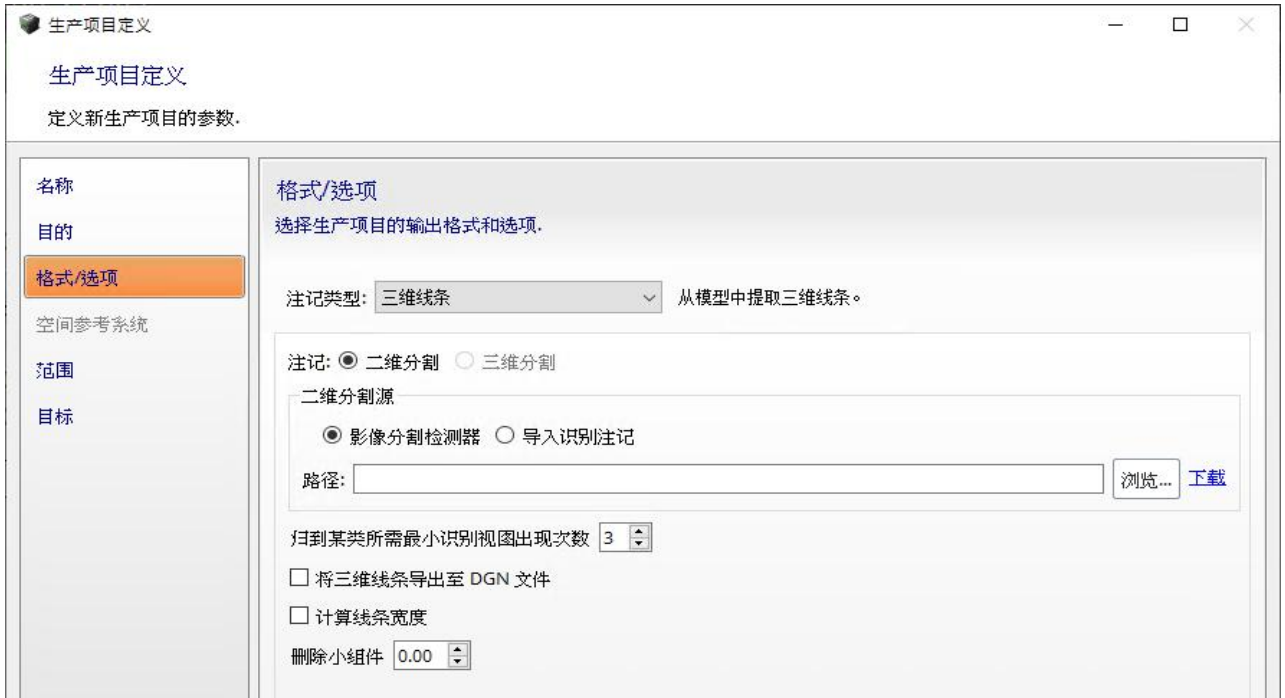 生产项目定义
生产项目定义
定义新生产项目的参数.
名称
目的
格式/选项
空间参考系统
范围
目标
格式/选项
选择生产项目的输出格式和选项.
注记类型: 三维线条 从模型中提取三维线条。
注记: 二维分割 三维分割
二维分割源
影像分割检测器 导入识别注记
路径: 浏览... 下载
归到某类所需最小识别视图出现次数 3
将三维线条导出至 DGN 文件
计算线条宽度
删除小组件 0.00